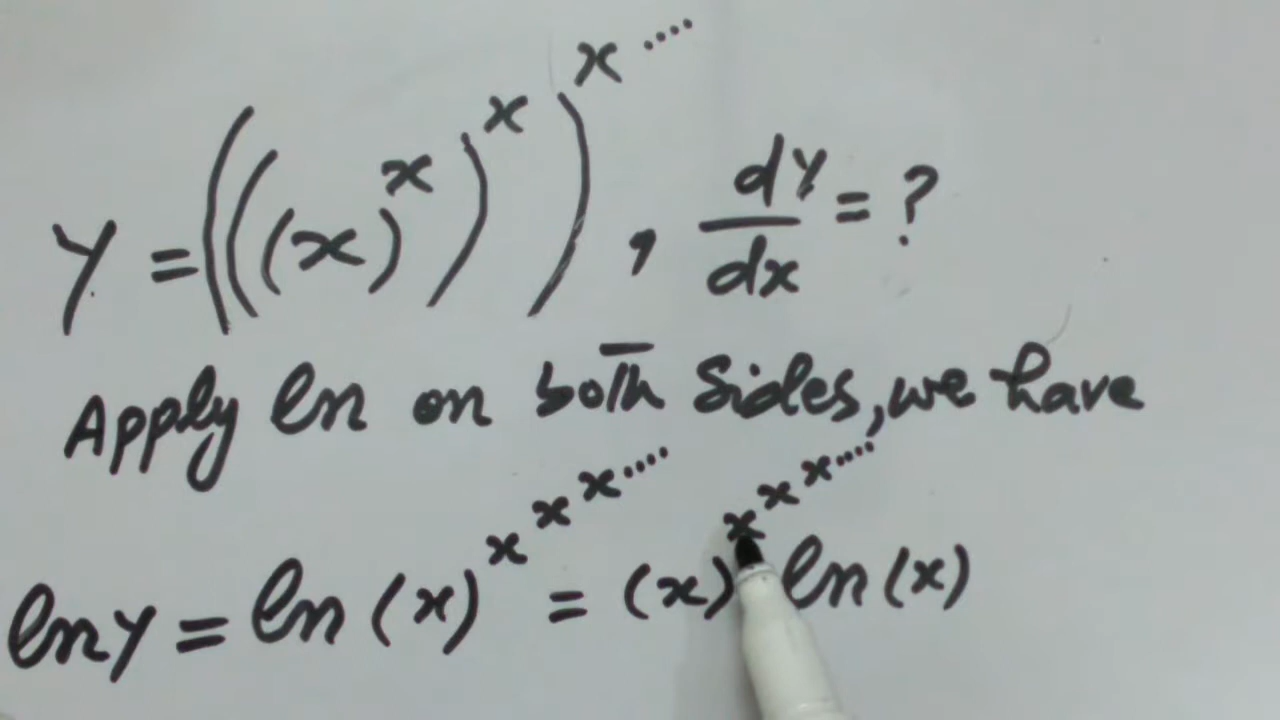 Y = (((x)^x)^x)^x.... , dy/dx = ?
Apply ln on both sides, we have
lny = ln(x)^x^x^x.... = (x)^x^x^x.... ln(x)